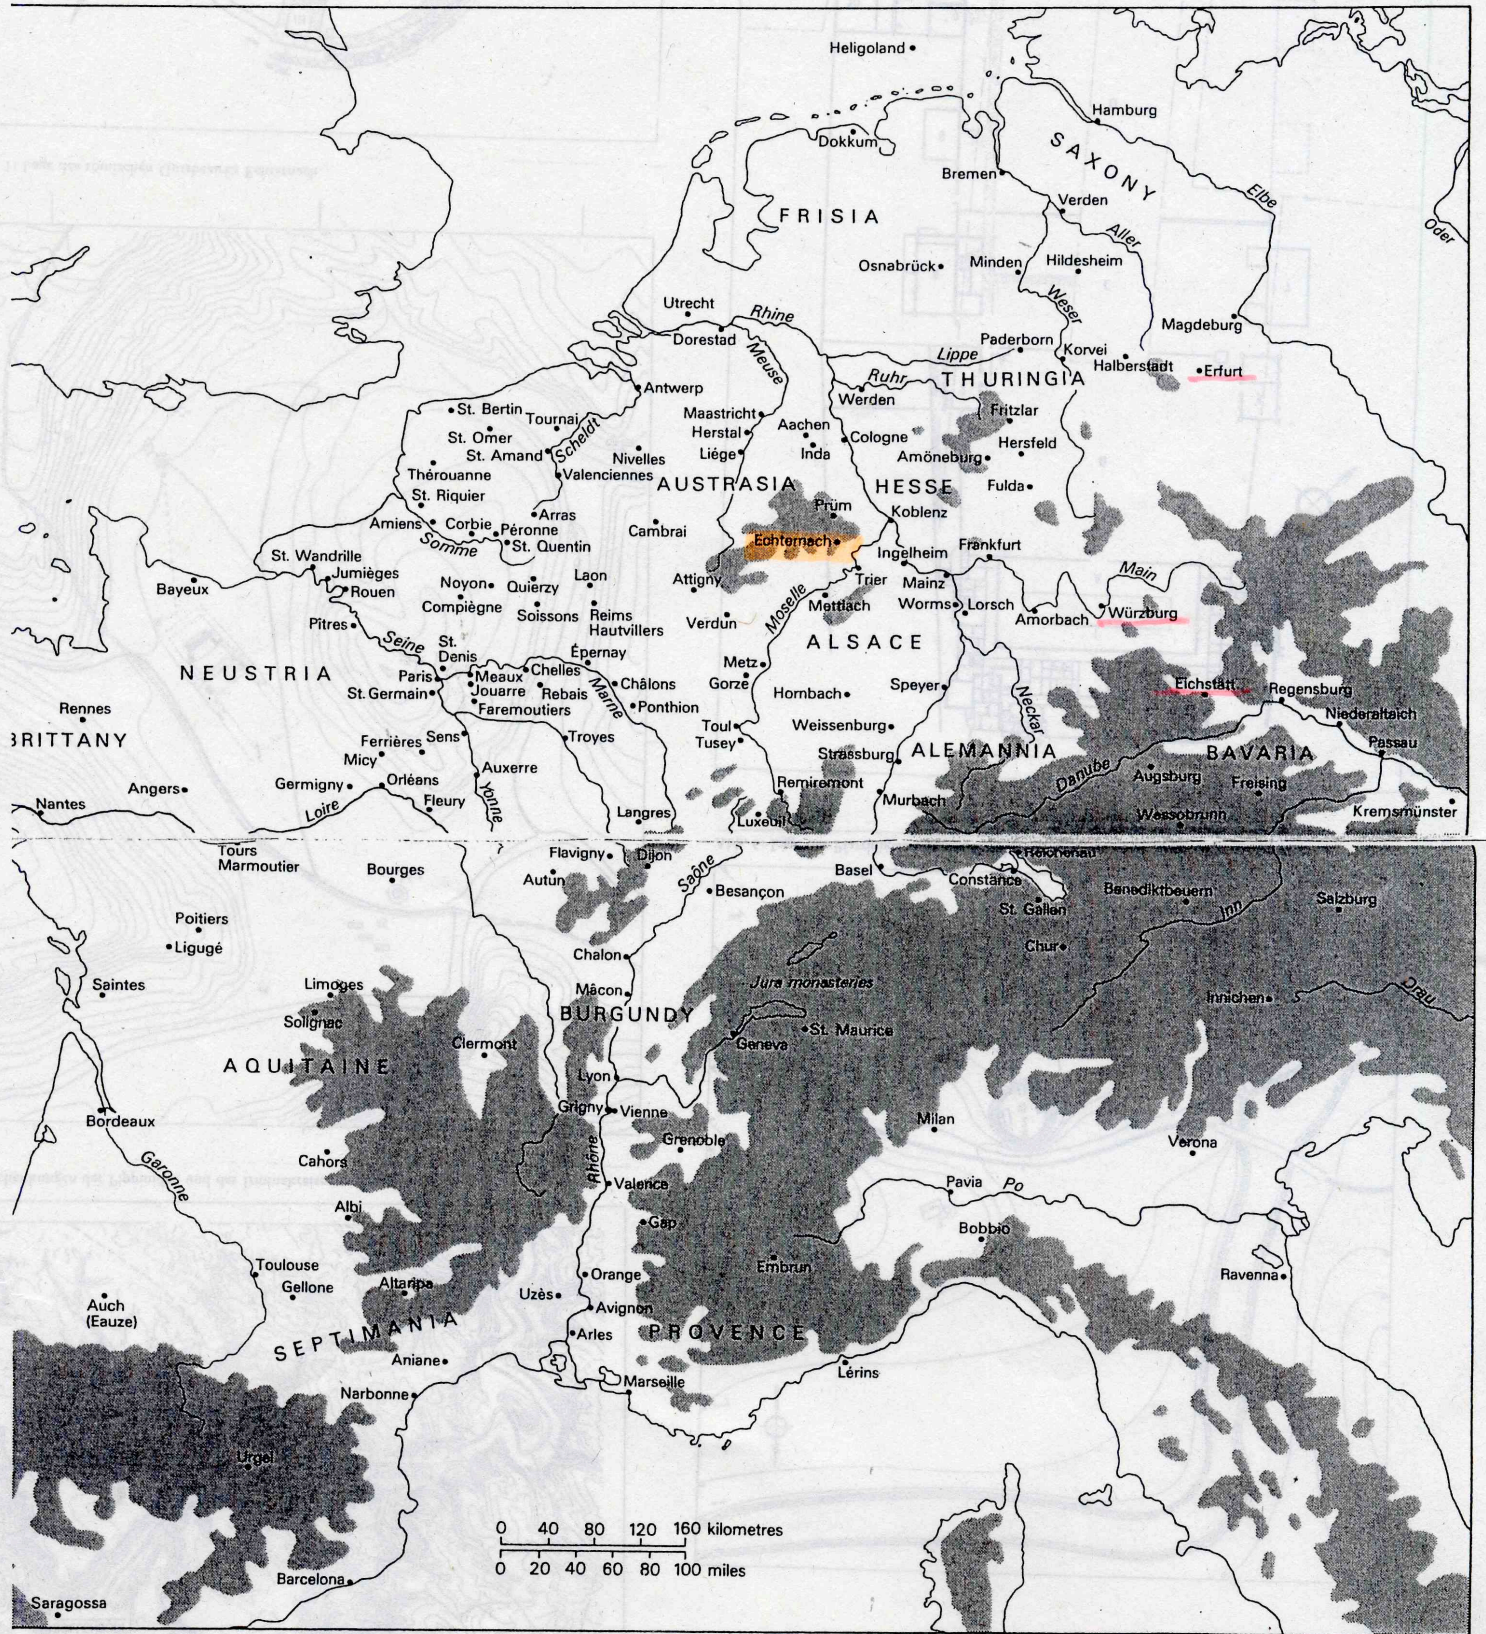 Heligoland
Hamburg
Dokkum
SAXONY
Bremen
Elbe
Verden
FRISIA
Aller
Oder
Osnabrück
Minden
Hildesheim
Weser
Utrecht
Rhine
Magdeburg
Dorestad
Meuse
Paderborn
Korvei
Lippe
Halberstadt
Erfurt
Ruhr
THURINGIA
Antwerp
Werden
St. Bertin
Tournai
Maastricht
Fritzlar
St. Omer
Scheldt
Herstal
Aachen
Cologne
Hersfeld
St. Amand
Nivelles
Liége
Inda
Amöneburg
Thérouanne
Valenciennes
AUSTRASIA
HESSE
Fulda
St. Riquier
Prüm
Koblenz
Amiens
Corbie
Arras
Péronne
Cambrai
Echternach
Somme
St. Quentin
Ingelheim
Frankfurt
St. Wandrille
Jumièges
Rouen
Bayeux
Noyon
Quierzy
Laon
Attigny
Trier
Mainz
Main
Compiègne
Soissons
Reims
Hautvillers
Mettlach
Moselle
Worms
Lorsch
Amorbach
Würzburg
Pîtres
Verdun
Seine
St.
Denis
Épernay
ALSACE
NEUSTRIA
Paris
Meaux
Chelles
Metz
St. Germain
Jouarre
Rebais
Marne
Châlons
Gorze
Hornbach
Speyer
Neckar
Eichstätt
Regensburg
Faremoutiers
Ponthion
Rennes
Toul
Weissenburg
Niederaltaich
BRITTANY
Ferrières
Sens
Troyes
Tusey
Strassburg
ALEMANNIA
BAVARIA
Passau
Micy
Auxerre
Danube
Augsburg
Freising
Angers
Germigny
Orléans
Yonne
Remiremont
Murbach
Nantes
Loire
Fleury
Langres
Luxeuil
Wessobrunn
Kremsmünster
Tours
Marmoutier
Bourges
Flavigny
Dijon
Autun
Saône
Besançon
Basel
Constance
Reichenau
Benediktbeuern
St. Gallen
Inn
Salzburg
Poitiers
Ligugé
Chalon
Chur
Saintes
Limoges
Mâcon
Jura monasteries
Innichen
Drau
Solignac
BURGUNDY
Clermont
St. Maurice
Geneva
AQUITAINE
Lyon
Grigny
Vienne
Bordeaux
Grenoble
Milan
Verona
Cahors
Garonne
Rhône
Valence
Pavia
Po
Albi
Gap
Bobbio
Toulouse
Gellone
Altaripa
Uzès
Orange
Embrun
Ravenna
Auch
(Eauze)
Avignon
SEPTIMANIA
Arles
PROVENCE
Aniane
Lérins
Narbonne
Marseille
Urgel
0 40 80 120 160 kilometres
0 20 40 60 80 100 miles
Barcelona
Saragossa